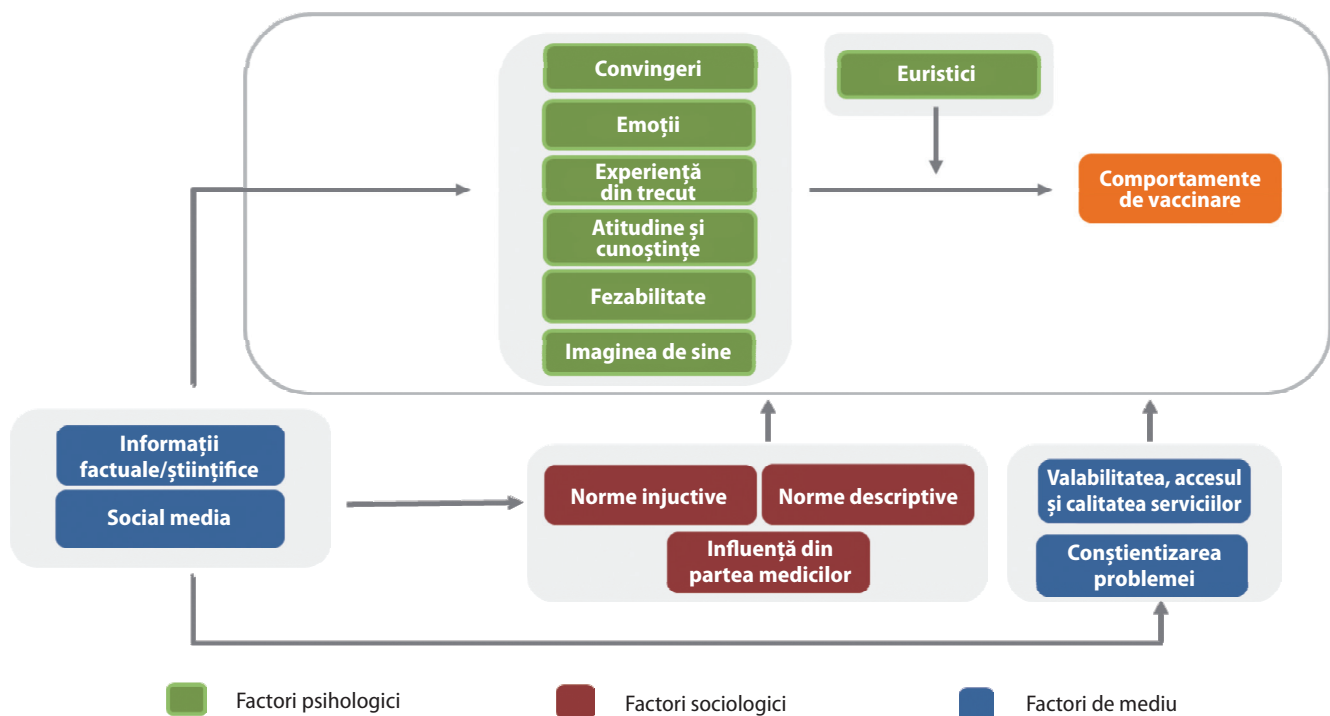 Convingeri
Emoții
Experiență
din trecut
Atitudine și
cunoștințe
Fezabilitate
Imaginea de sine
Euristici
Comportamente
de vaccinare
Informații
factuale/științifice
Social media
Norme injuctive
Norme descriptive
Influență din
partea medicilor
Valabilitatea, accesul
și calitatea serviciilor
Conștientizarea
problemei
Factori psihologici
Factori sociologici
Factori de mediu